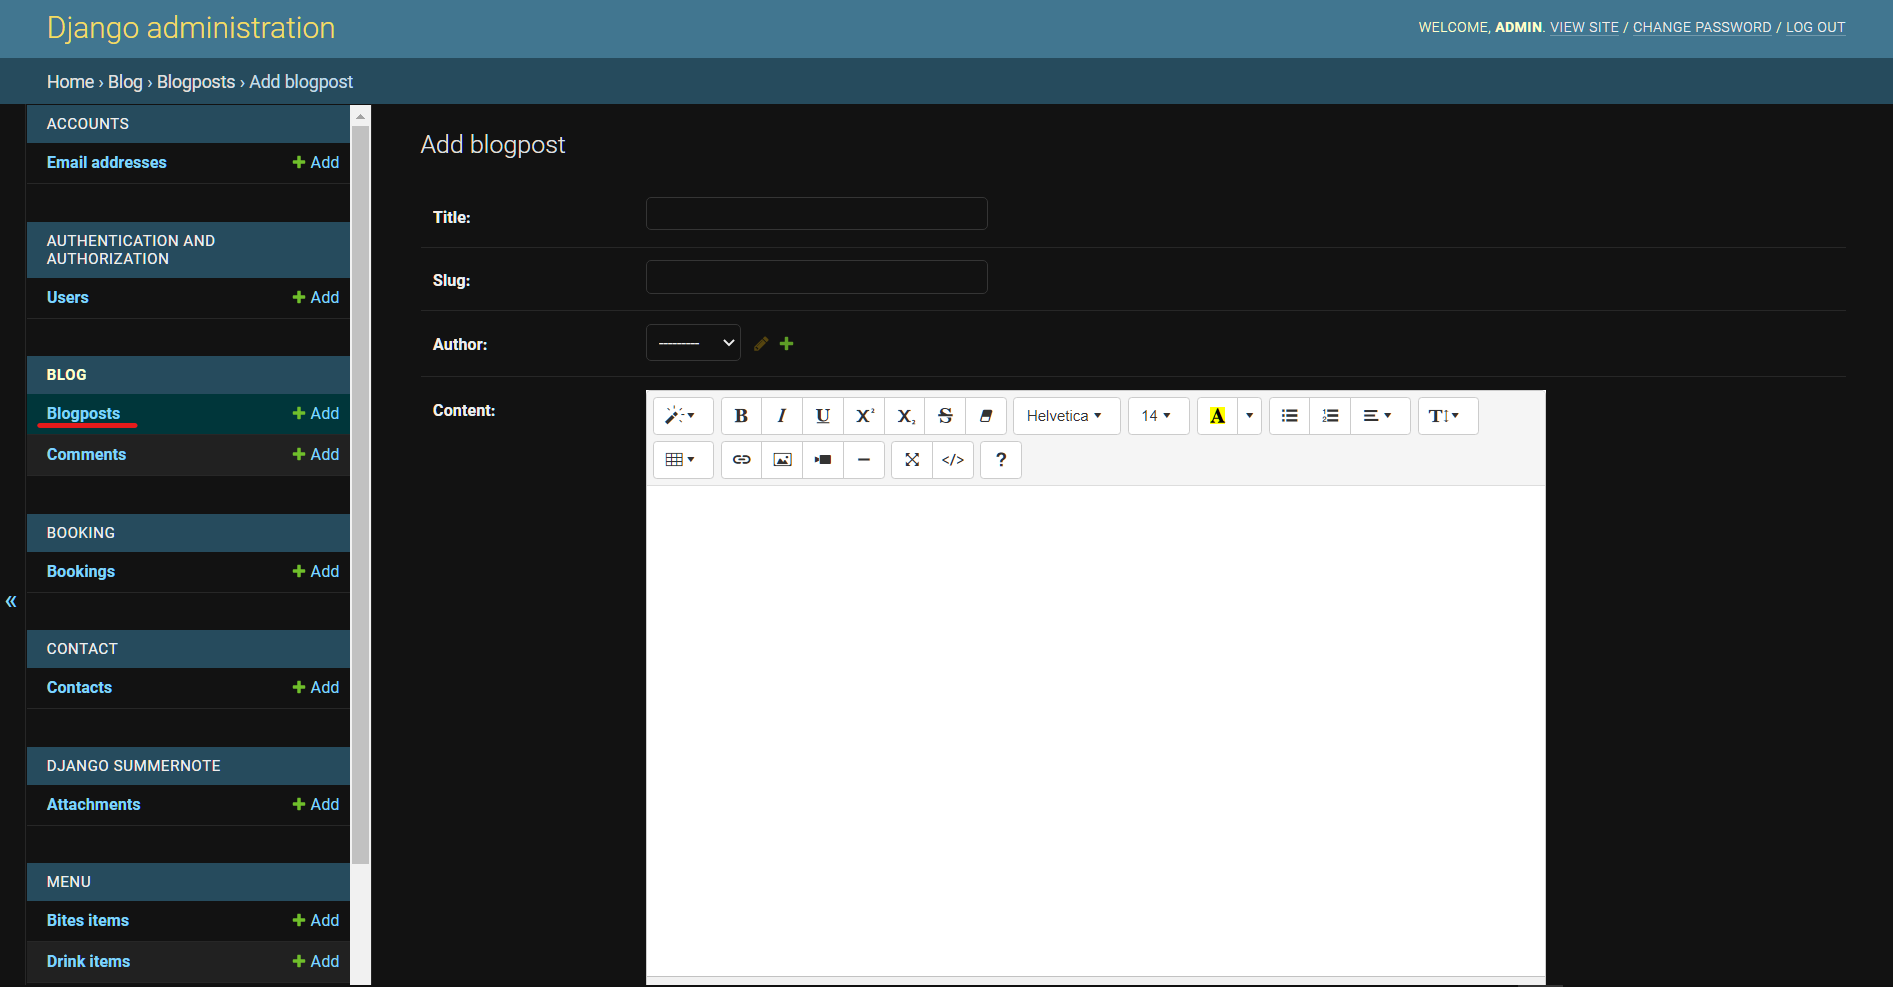 Django administration
WELCOME, ADMIN. VIEW SITE / CHANGE PASSWORD / LOG OUT
Home › Blog › Blogposts › Add blogpost
ACCOUNTS
Email addresses
Add
AUTHENTICATION AND
AUTHORIZATION
Users
Add
BLOG
Blogposts
Add
Comments
Add
BOOKING
Bookings
Add
CONTACT
Contacts
Add
DJANGO SUMMERNOTE
Attachments
Add
MENU
Bites items
Add
Drink items
Add
«
Add blogpost
Title:
Slug:
Author:
---------
Content:
B I U X² X₂ S Helvetica 14 A T
</> ?